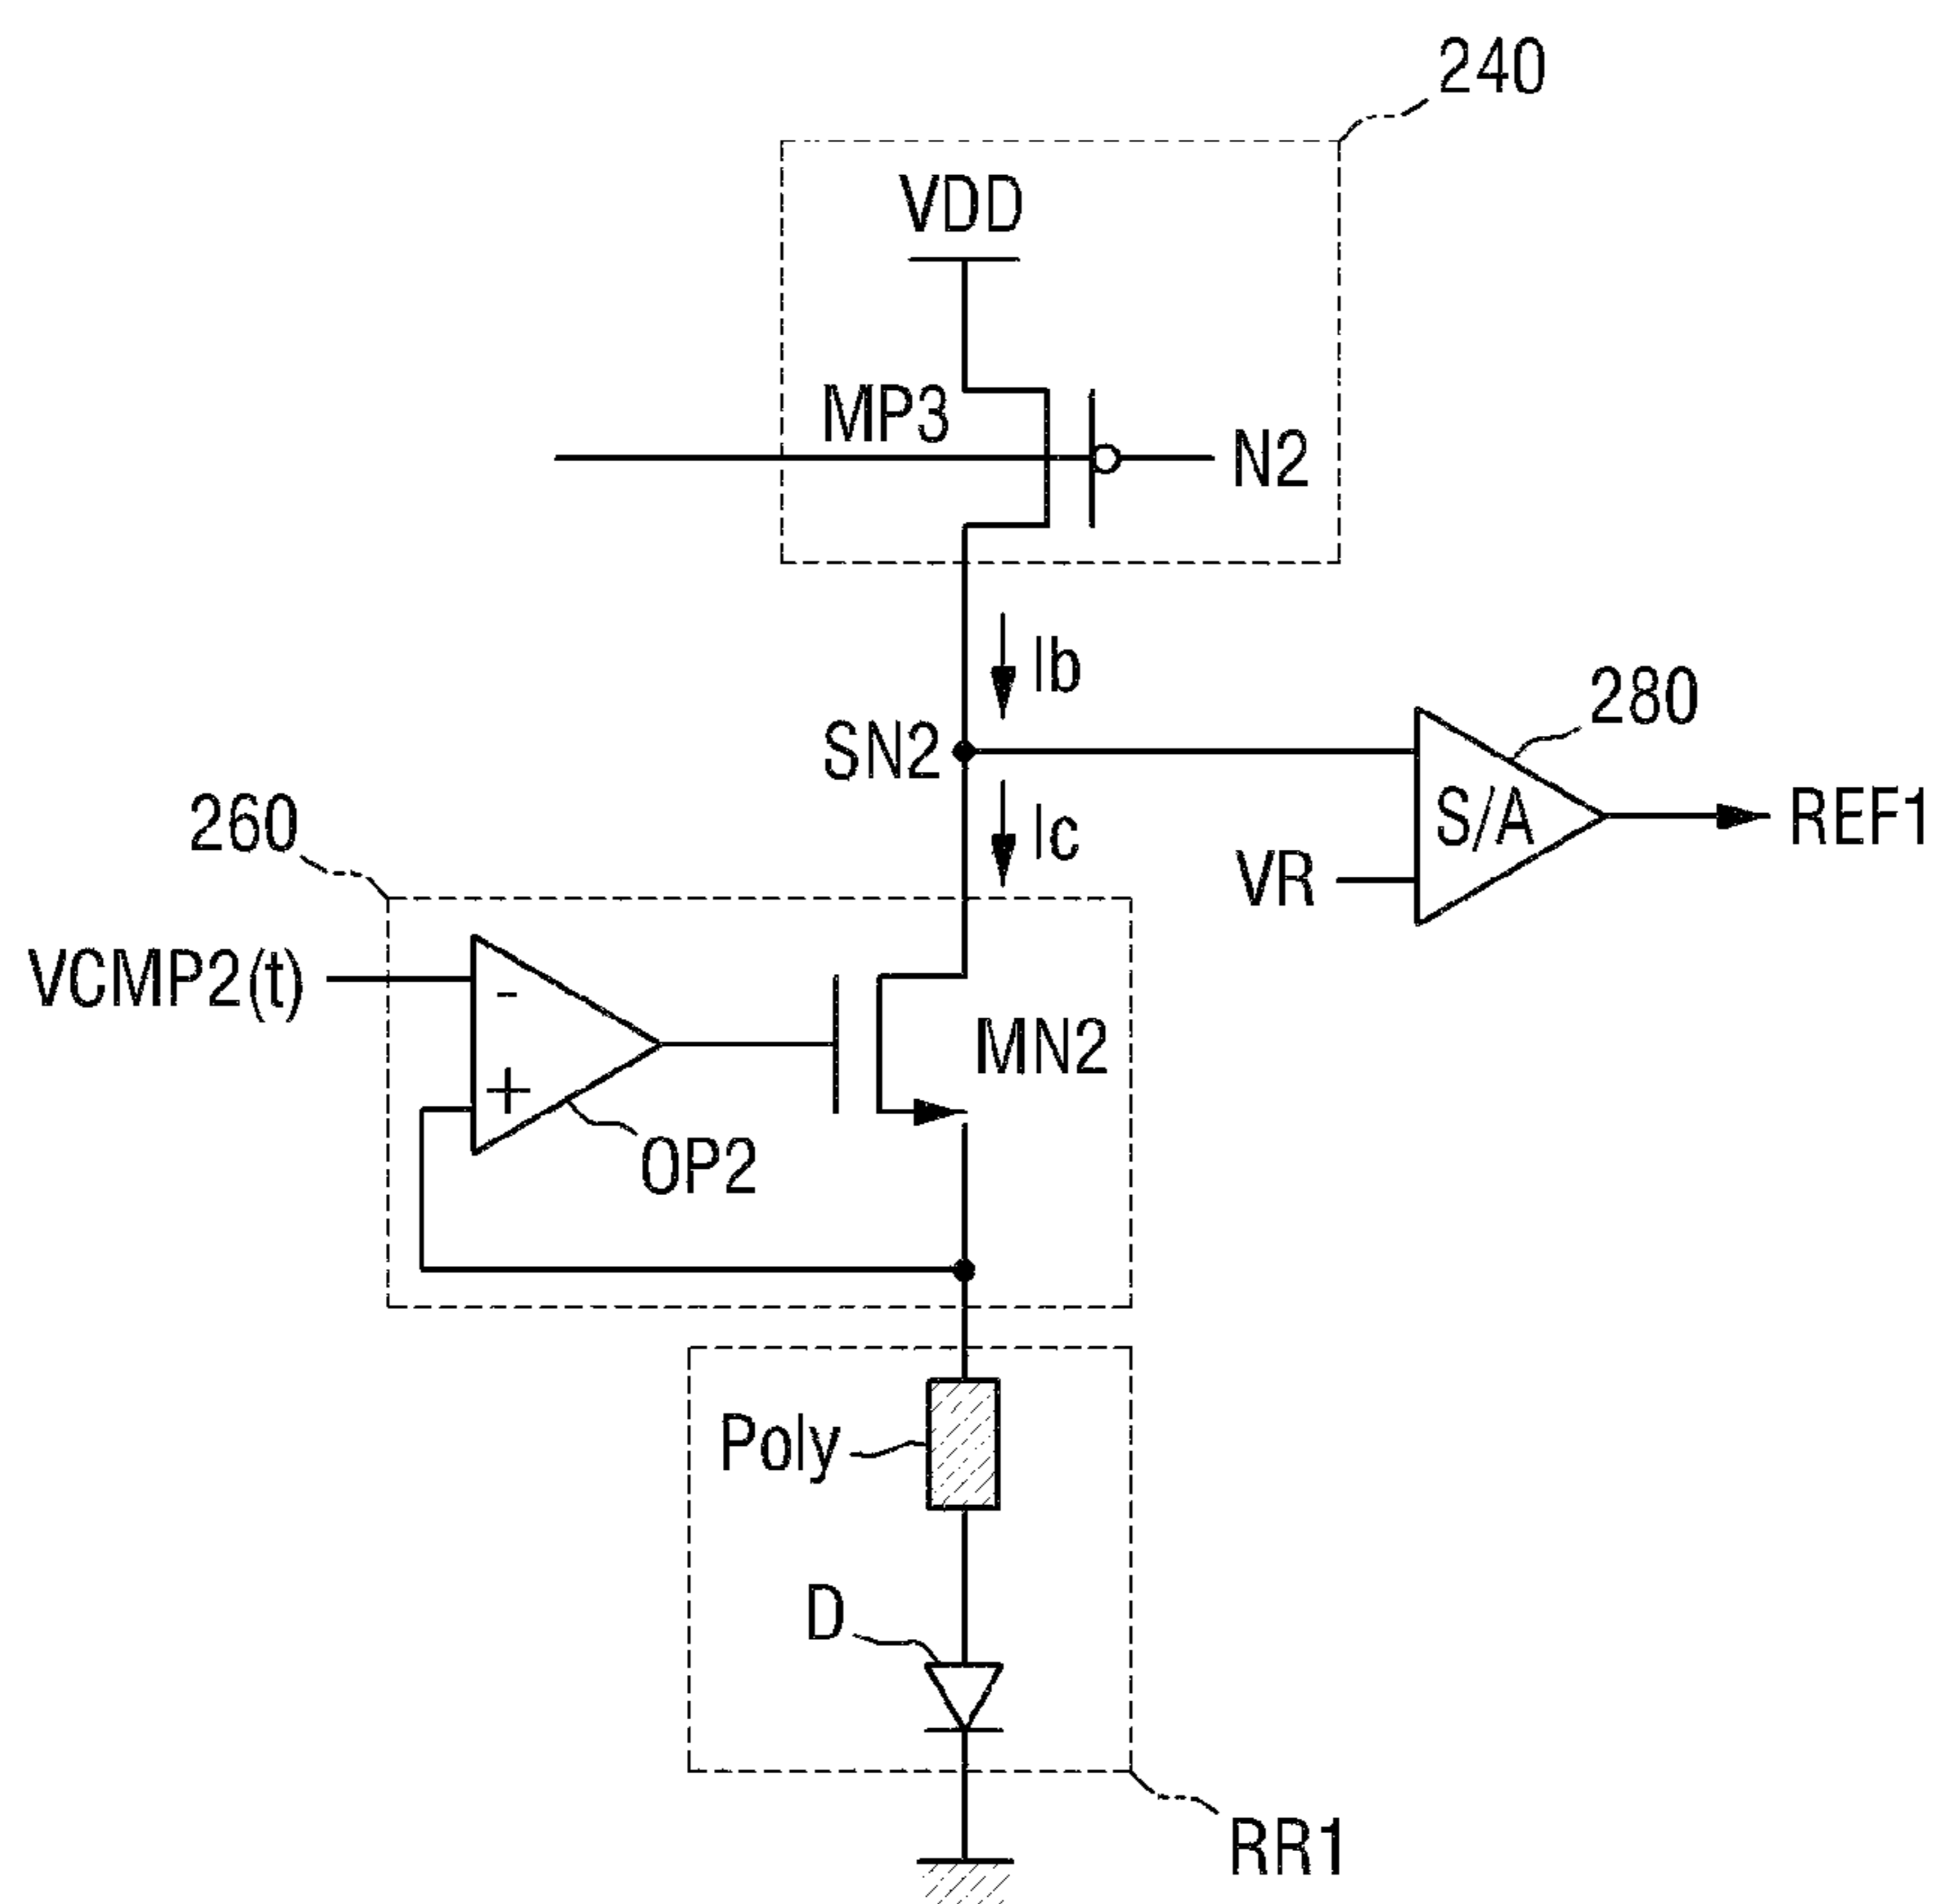 240
VDD
MP3
N2
Ib
SN2
280
S/A
REF1
Ic
VR
260
VCMP2(t)
-
+
MN2
OP2
Poly
D
RR1